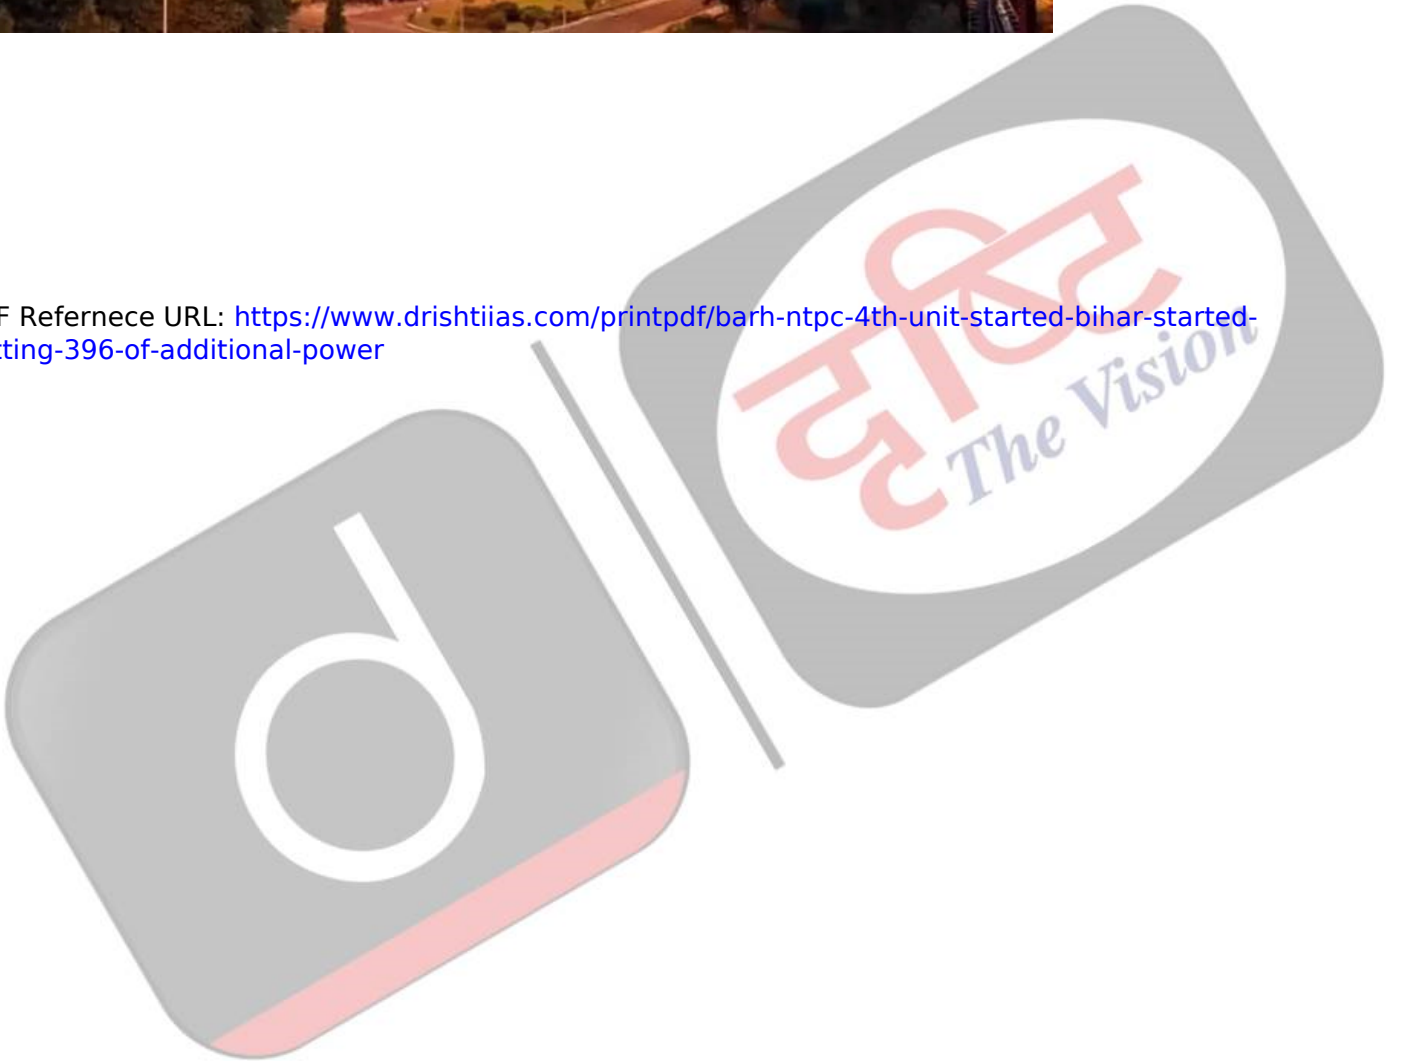 F Refernece URL: https://www.drishtiias.com/printpdf/barh-ntpc-4th-unit-started-bihar-started-
tting-396-of-additional-power
दृष्टि
The Vision
d